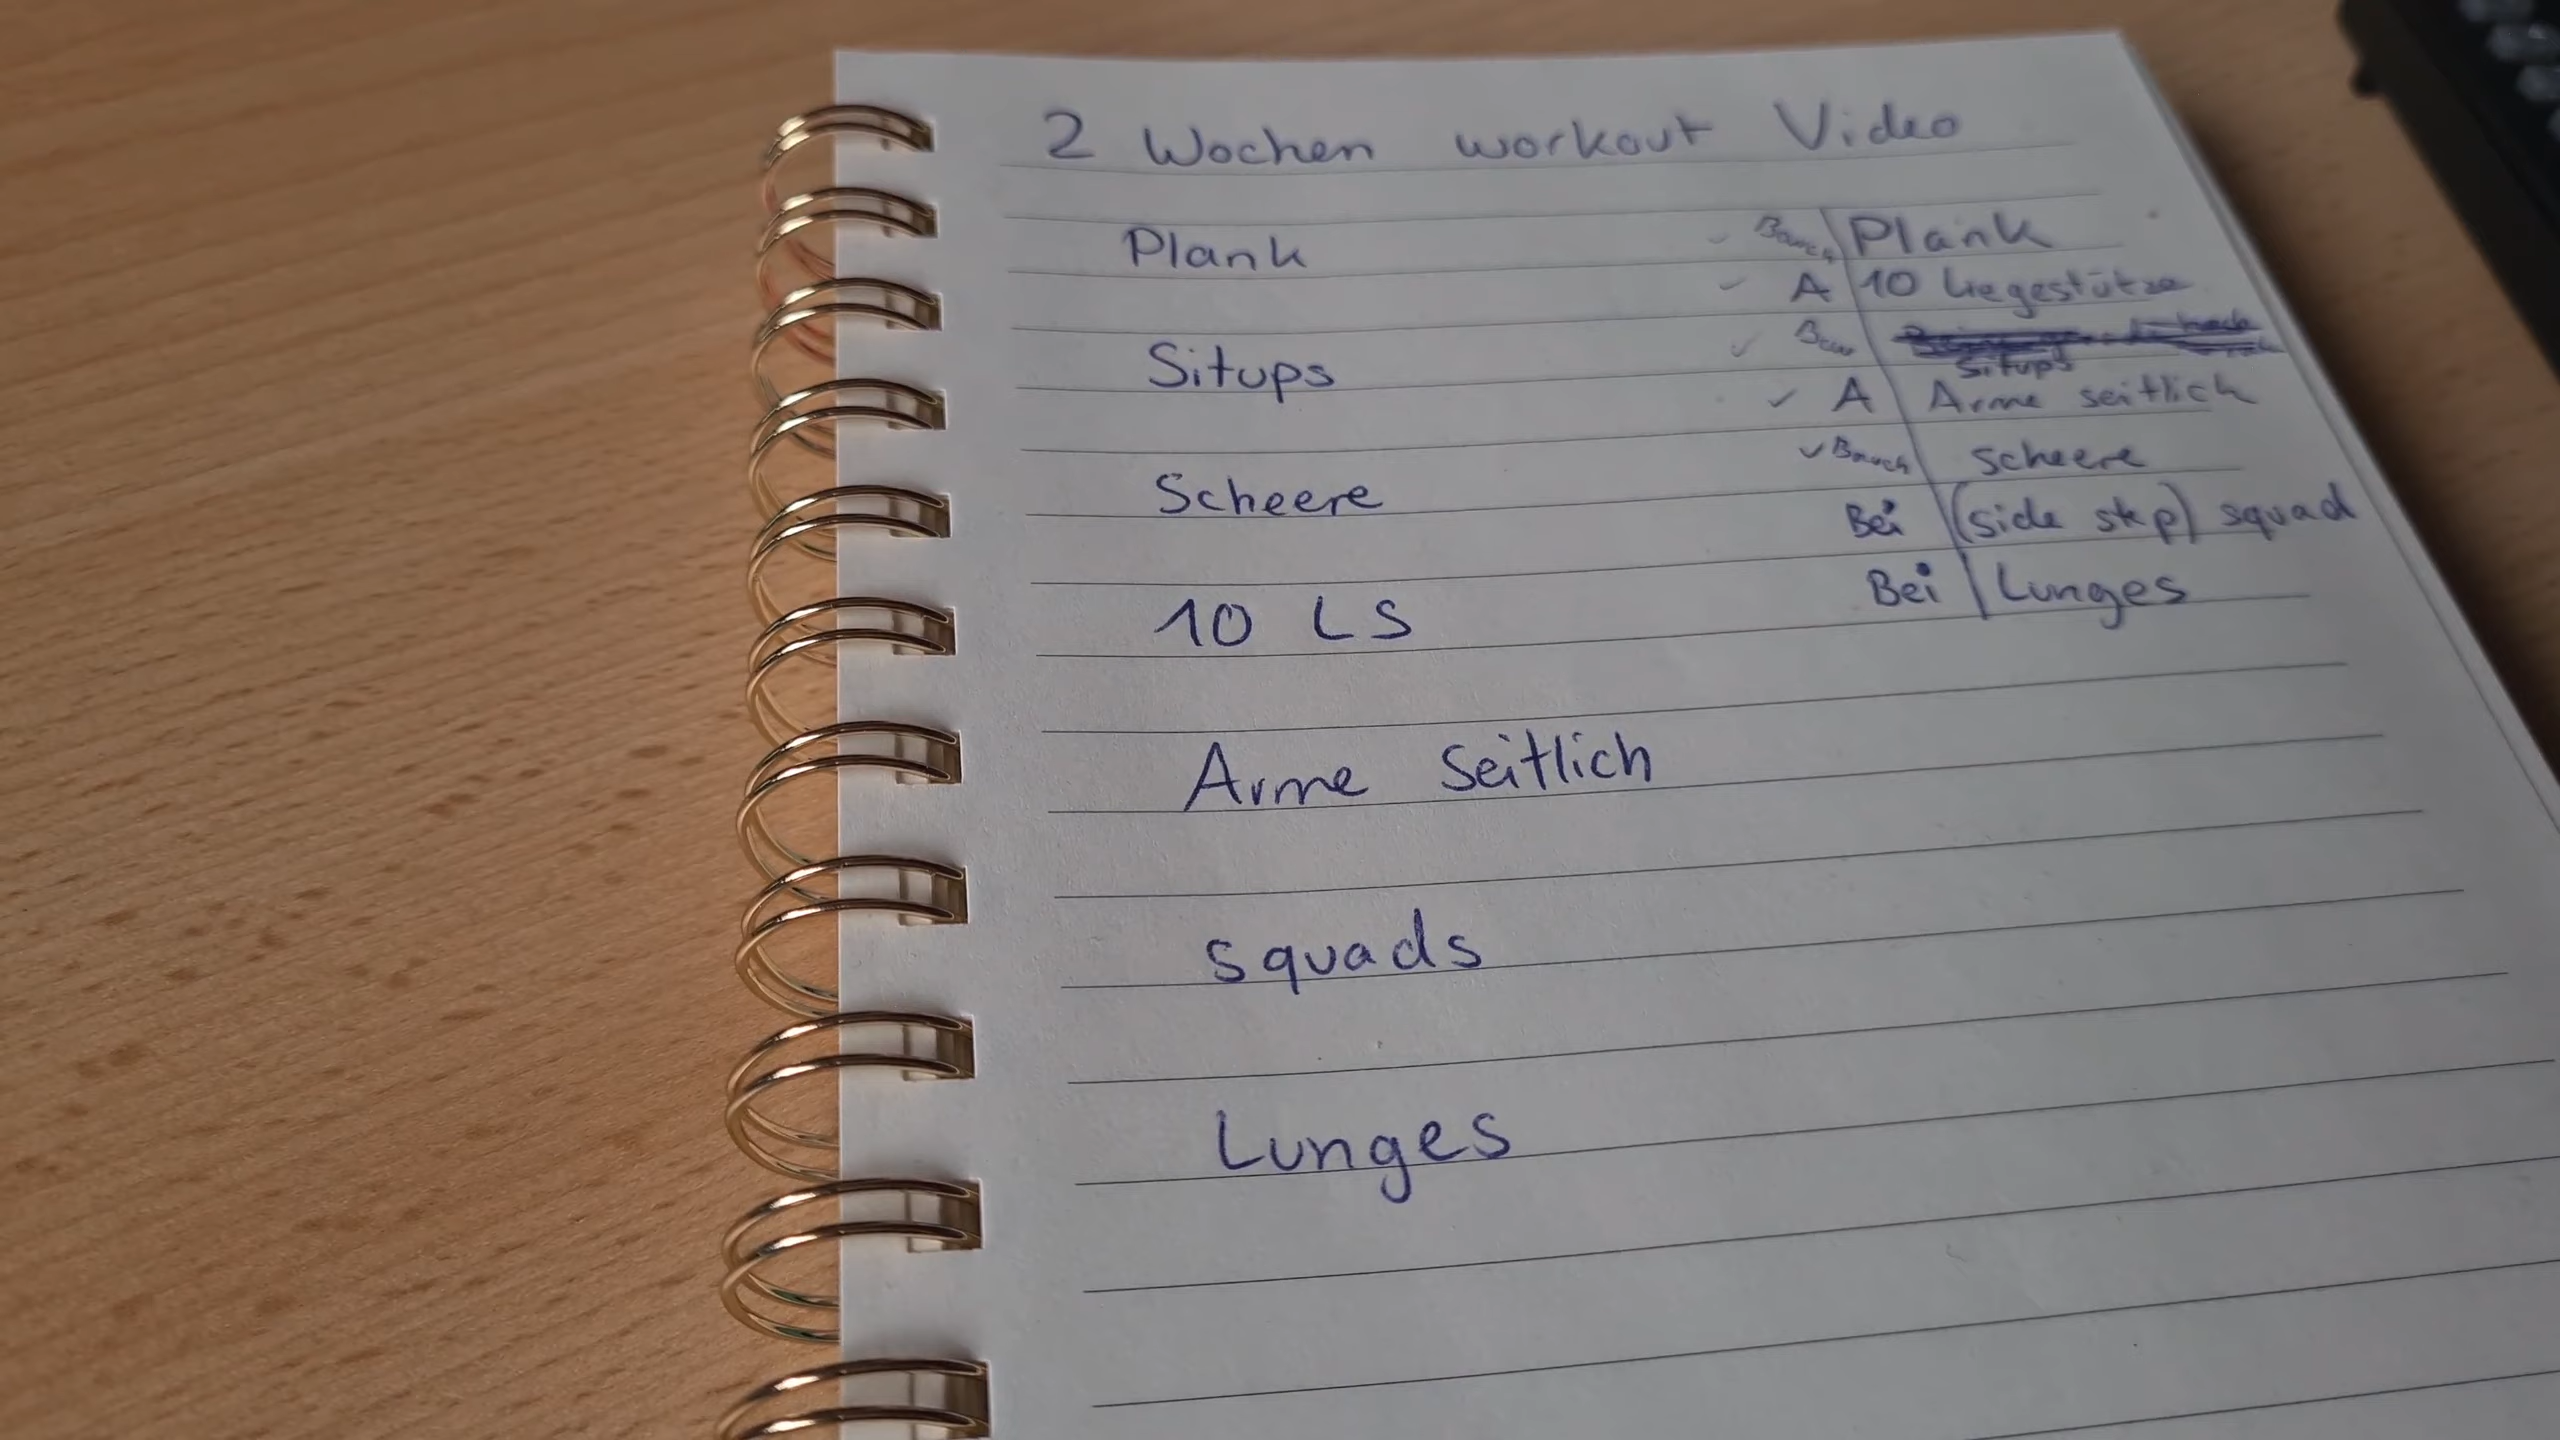 2 Wochen workout Video
Plank
Situps
Scheere
10 LS
Arme seitlich
squads
Lunges
Bauch Plank
A 10 Liegestütze
Situps
A Arme seitlich
Bauch scheere
Bei (side step) squad
Bei Lunges